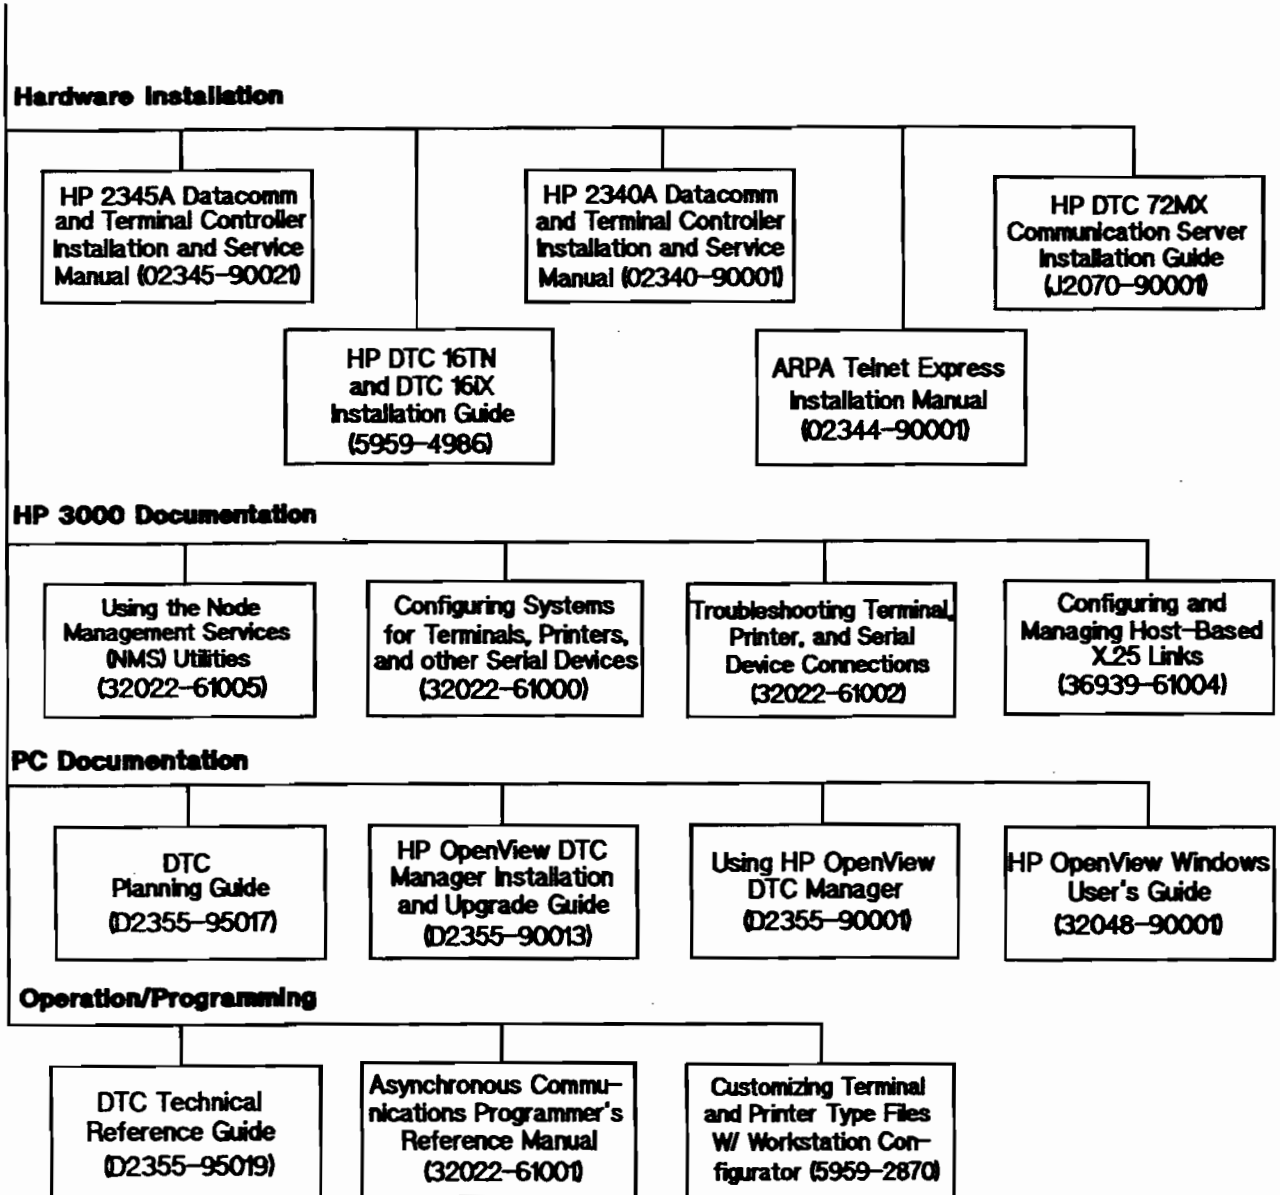 Hardware Installation
HP 2345A Datacomm
and Terminal Controller
Installation and Service
Manual (02345-90021)
HP 2340A Datacomm
and Terminal Controller
Installation and Service
Manual (02340-90001)
HP DTC 72MX
Communication Server
Installation Guide
(J2070-90001)
HP DTC 16TN
and DTC 16iX
Installation Guide
(5959-4986)
ARPA Telnet Express
Installation Manual
(02344-90001)
HP 3000 Documentation
Using the Node
Management Services
(NMS) Utilities
(32022-61005)
Configuring Systems
for Terminals, Printers,
and other Serial Devices
(32022-61000)
Troubleshooting Terminal,
Printer, and Serial
Device Connections
(32022-61002)
Configuring and
Managing Host-Based
X.25 Links
(36939-61004)
PC Documentation
DTC
Planning Guide
(D2355-95017)
HP OpenView DTC
Manager Installation
and Upgrade Guide
(D2355-90013)
Using HP OpenView
DTC Manager
(D2355-90001)
HP OpenView Windows
User's Guide
(32048-90001)
Operation/Programming
DTC Technical
Reference Guide
(D2355-95019)
Asynchronous Commu-
nications Programmer's
Reference Manual
(32022-61001)
Customizing Terminal
and Printer Type Files
W/ Workstation Con-
figurator (5959-2870)